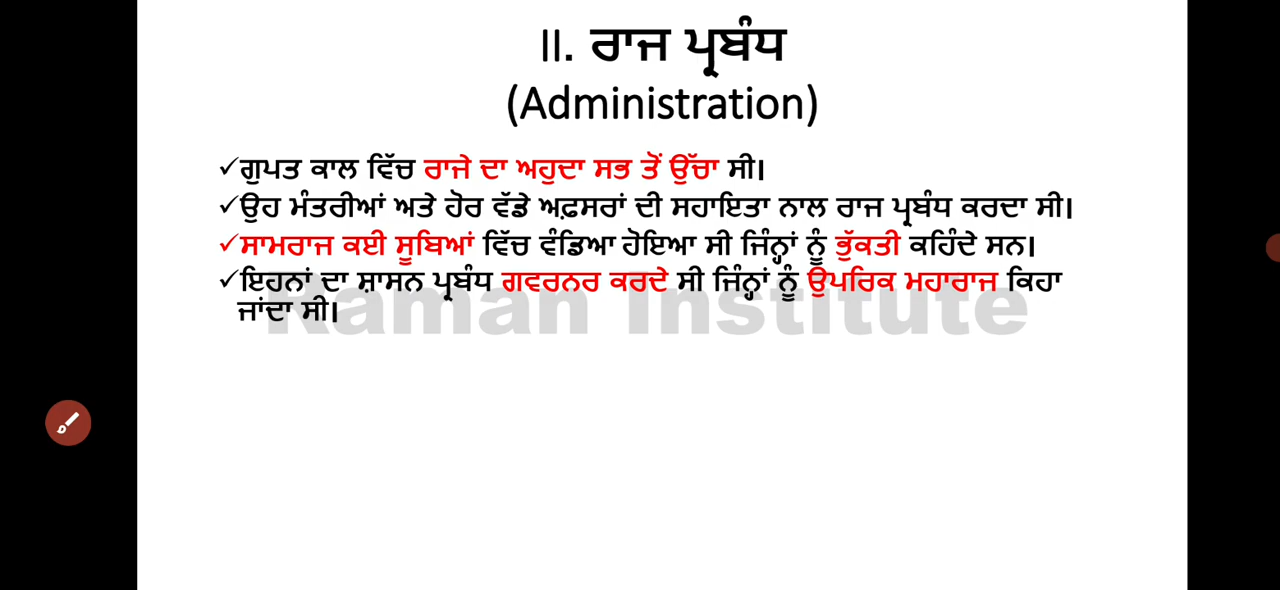 II. ਰਾਜ ਪ੍ਰਬੰਧ
(Administration)
✓ਗੁਪਤ ਕਾਲ ਵਿੱਚ ਰਾਜੇ ਦਾ ਅਹੁਦਾ ਸਭ ਤੋਂ ਉੱਚਾ ਸੀ।
✓ਉਹ ਮੰਤਰੀਆਂ ਅਤੇ ਹੋਰ ਵੱਡੇ ਅਫ਼ਸਰਾਂ ਦੀ ਸਹਾਇਤਾ ਨਾਲ ਰਾਜ ਪ੍ਰਬੰਧ ਕਰਦਾ ਸੀ।
✓ਸਾਮਰਾਜ ਕਈ ਸੂਬਿਆਂ ਵਿੱਚ ਵੰਡਿਆ ਹੋਇਆ ਸੀ ਜਿੰਨ੍ਹਾਂ ਨੂੰ ਭੁੱਕਤੀ ਕਹਿੰਦੇ ਸਨ।
✓ਇਹਨਾਂ ਦਾ ਸ਼ਾਸਨ ਪ੍ਰਬੰਧ ਗਵਰਨਰ ਕਰਦੇ ਸੀ ਜਿੰਨ੍ਹਾਂ ਨੂੰ ਉਪਰਿਕ ਮਹਾਰਾਜ ਕਿਹਾ
ਜਾਂਦਾ ਸੀ।
Raman Institute